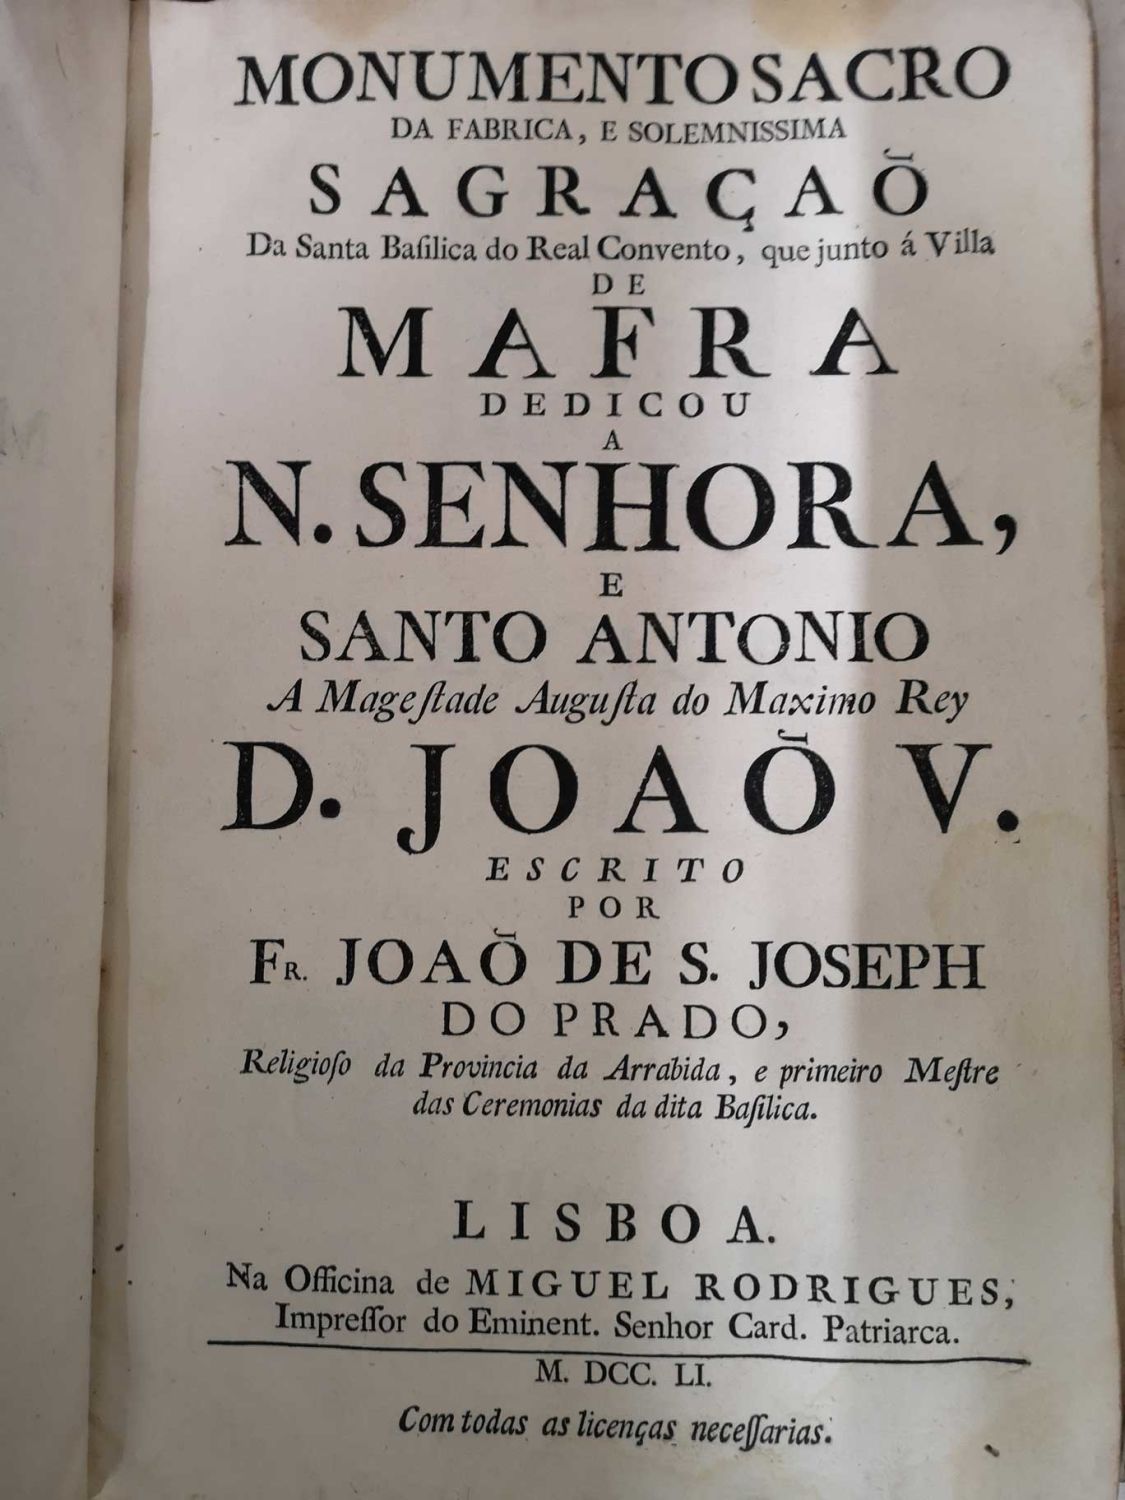 MONUMENTO SACRO
DA FABRICA, E SOLEMNISSIMA
SAGRAÇAÕ
Da Santa Baſilica do Real Convento, que junto á Villa
DE
MAFRA
DEDICOU
A
N. SENHORA,
E
SANTO ANTONIO
A Mageſtade Auguſta do Maximo Rey
D. JOAÕ V.
ESCRITO
POR
FR. JOAÕ DE S. JOSEPH
DO PRADO,
Religioſo da Provincia da Arrabida, e primeiro Meſtre
das Ceremonias da dita Baſilica.
LISBOA.
Na Officina de MIGUEL RODRIGUES,
Impreſſor do Eminent. Senhor Card. Patriarca.
M. DCC. LI.
Com todas as licenças neceſſarias.